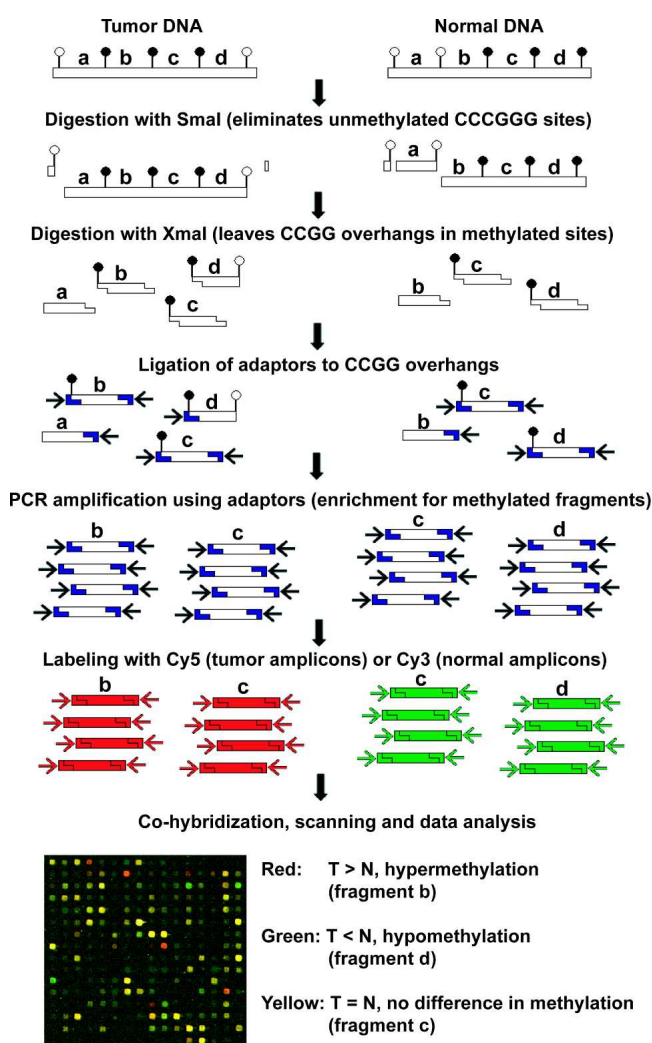 Tumor DNA Normal DNA
a b c d a b c d
Digestion with SmaI (eliminates unmethylated CCCGGG sites)
a b c d a b c d
Digestion with XmaI (leaves CCGG overhangs in methylated sites)
a b d c b c d
Ligation of adaptors to CCGG overhangs
b d a c c b d
PCR amplification using adaptors (enrichment for methylated fragments)
b c c d
Labeling with Cy5 (tumor amplicons) or Cy3 (normal amplicons)
b c c d
Co-hybridization, scanning and data analysis
Red: T > N, hypermethylation
(fragment b)
Green: T < N, hypomethylation
(fragment d)
Yellow: T = N, no difference in methylation
(fragment c)